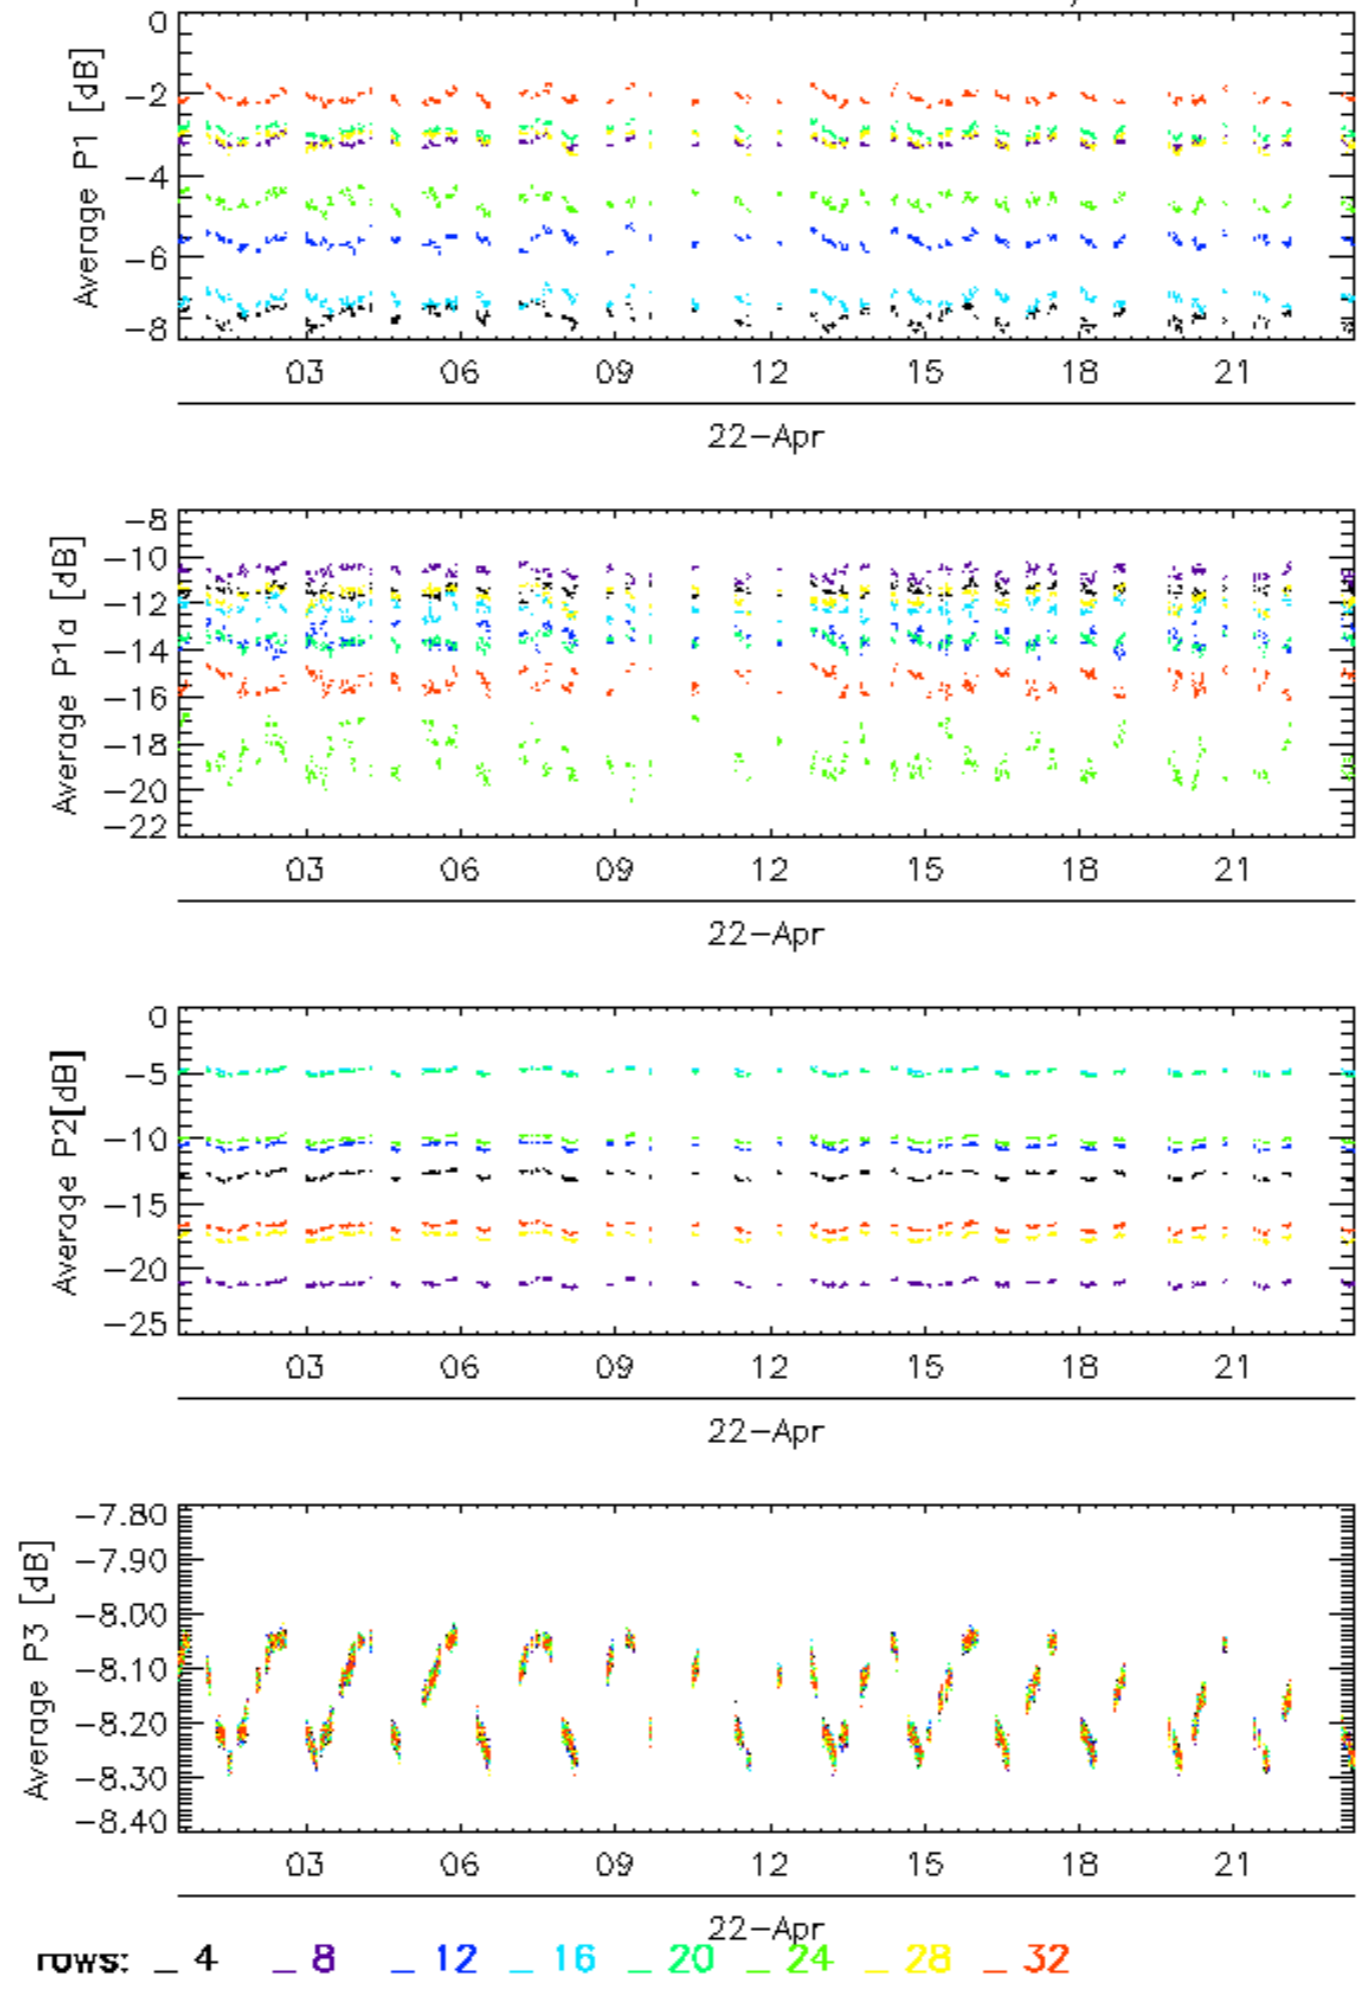 0
−2
−4
−6
−8
Average P1 [dB]
03 06 09 12 15 18 21
22−Apr
−8
−10
−12
−14
−16
−18
−20
−22
Average P1a [dB]
03 06 09 12 15 18 21
22−Apr
0
−5
−10
−15
−20
−25
Average P2[dB]
03 06 09 12 15 18 21
22−Apr
−7.80
−7.90
−8.00
−8.10
−8.20
−8.30
−8.40
Average P3 [dB]
03 06 09 12 15 18 21
22−Apr
rows: _ 4 _ 8 _ 12 _ 16 _ 20 _ 24 _ 28 _ 32